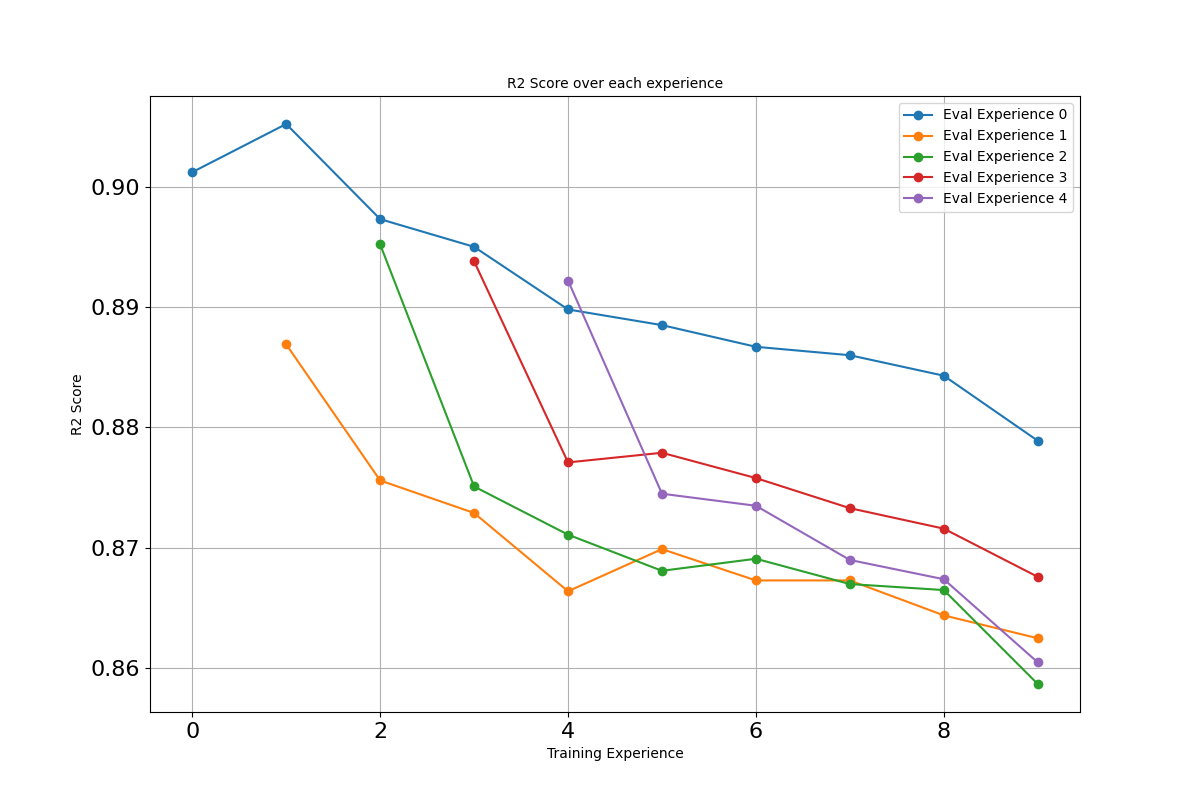 R2 Score over each experience
Eval Experience 0
Eval Experience 1
Eval Experience 2
Eval Experience 3
Eval Experience 4
R2 Score
0.90
0.89
0.88
0.87
0.86
0
2
4
6
8
Training Experience